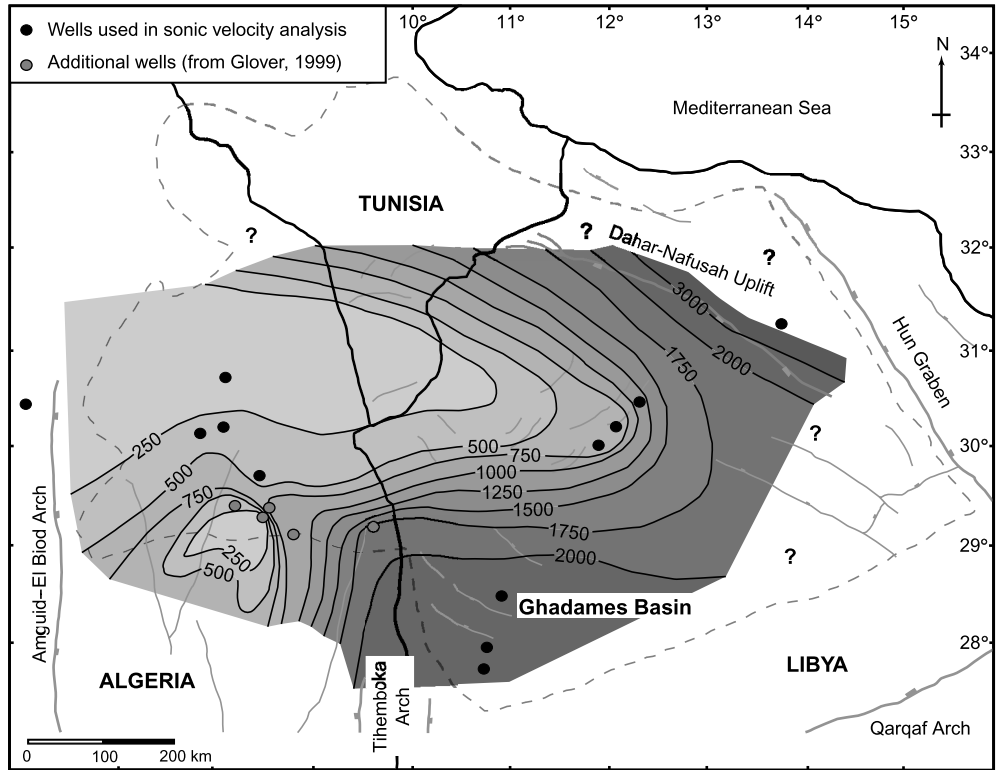 Wells used in sonic velocity analysis
Additional wells (from Glover, 1999)
10°
11°
12°
13°
14°
15°
34°
N
Mediterranean Sea
33°
TUNISIA
?
?
Dahar-Nafusah Uplift
?
32°
3000
Hun Graben
31°
1750
2000
250
500
750
?
30°
500
750
1000
1250
1500
1750
2000
29°
?
250
500
Amguid–El Biod Arch
Ghadames Basin
28°
ALGERIA
Tihemboka
Arch
LIBYA
Qarqaf Arch
0 100 200 km